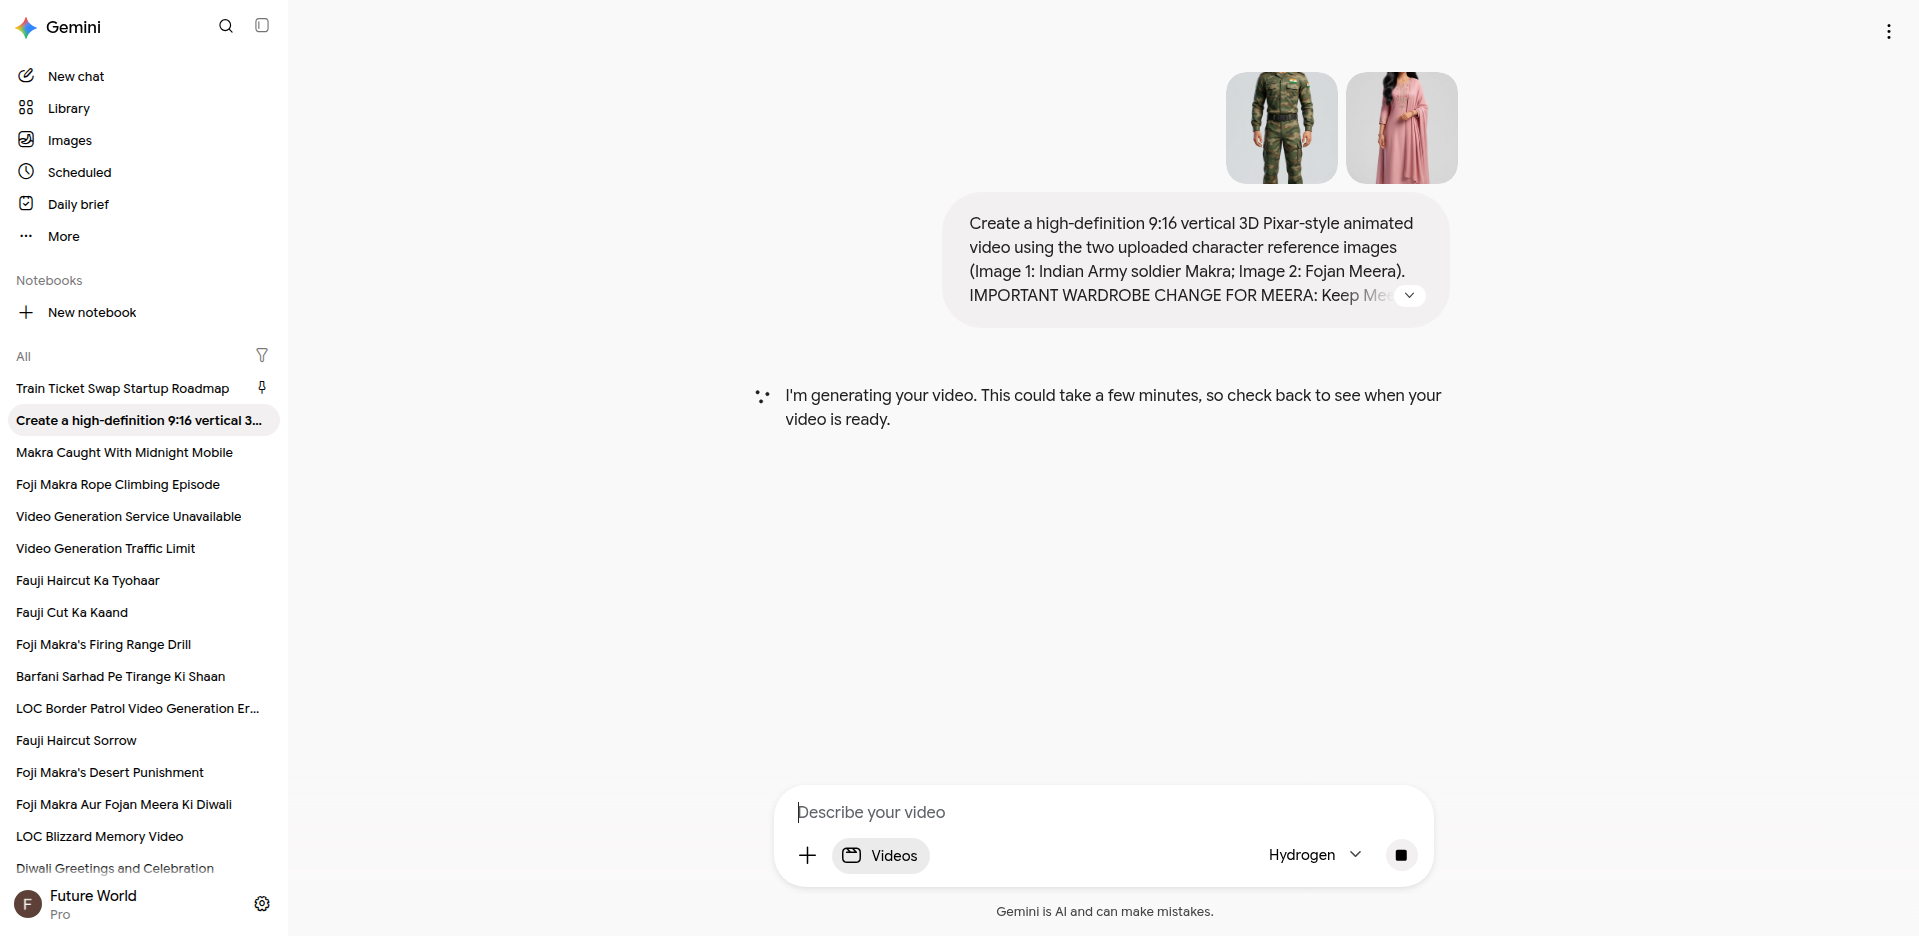 Gemini
New chat
Library
Images
Scheduled
Daily brief
More
Notebooks
New notebook
All
Train Ticket Swap Startup Roadmap
Create a high-definition 9:16 vertical 3...
Makra Caught With Midnight Mobile
Foji Makra Rope Climbing Episode
Video Generation Service Unavailable
Video Generation Traffic Limit
Fauji Haircut Ka Tyohaar
Fauji Cut Ka Kaand
Foji Makra's Firing Range Drill
Barfani Sarhad Pe Tirange Ki Shaan
LOC Border Patrol Video Generation Er...
Fauji Haircut Sorrow
Foji Makra's Desert Punishment
Foji Makra Aur Fojan Meera Ki Diwali
LOC Blizzard Memory Video
Diwali Greetings and Celebration
F
Future World
Pro
Create a high-definition 9:16 vertical 3D Pixar-style animated
video using the two uploaded character reference images
(Image 1: Indian Army soldier Makra; Image 2: Fojan Meera).
IMPORTANT WARDROBE CHANGE FOR MEERA: Keep Mee
I'm generating your video. This could take a few minutes, so check back to see when your
video is ready.
Describe your video
Videos
Hydrogen
Gemini is AI and can make mistakes.